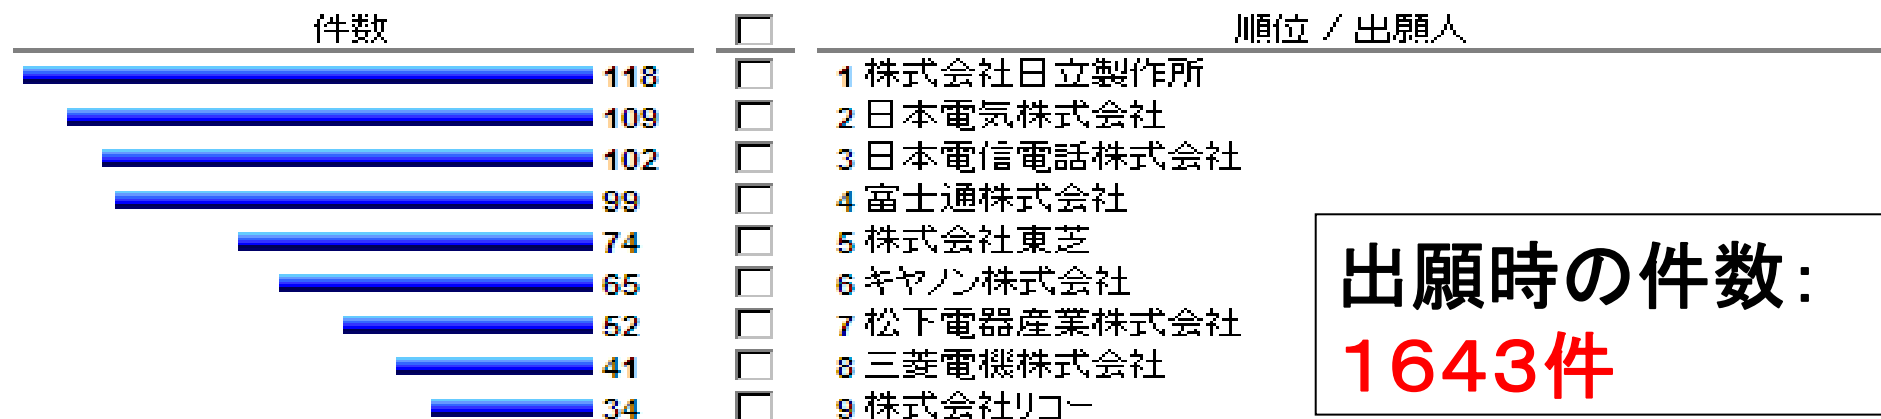 件数 順位 / 出願人
118 1 株式会社日立製作所
109 2 日本電気株式会社
102 3 日本電信電話株式会社
99 4 富士通株式会社
74 5 株式会社東芝
65 6 キヤノン株式会社
52 7 松下電器産業株式会社
41 8 三菱電機株式会社
34 9 株式会社リコー
出願時の件数:
1643件